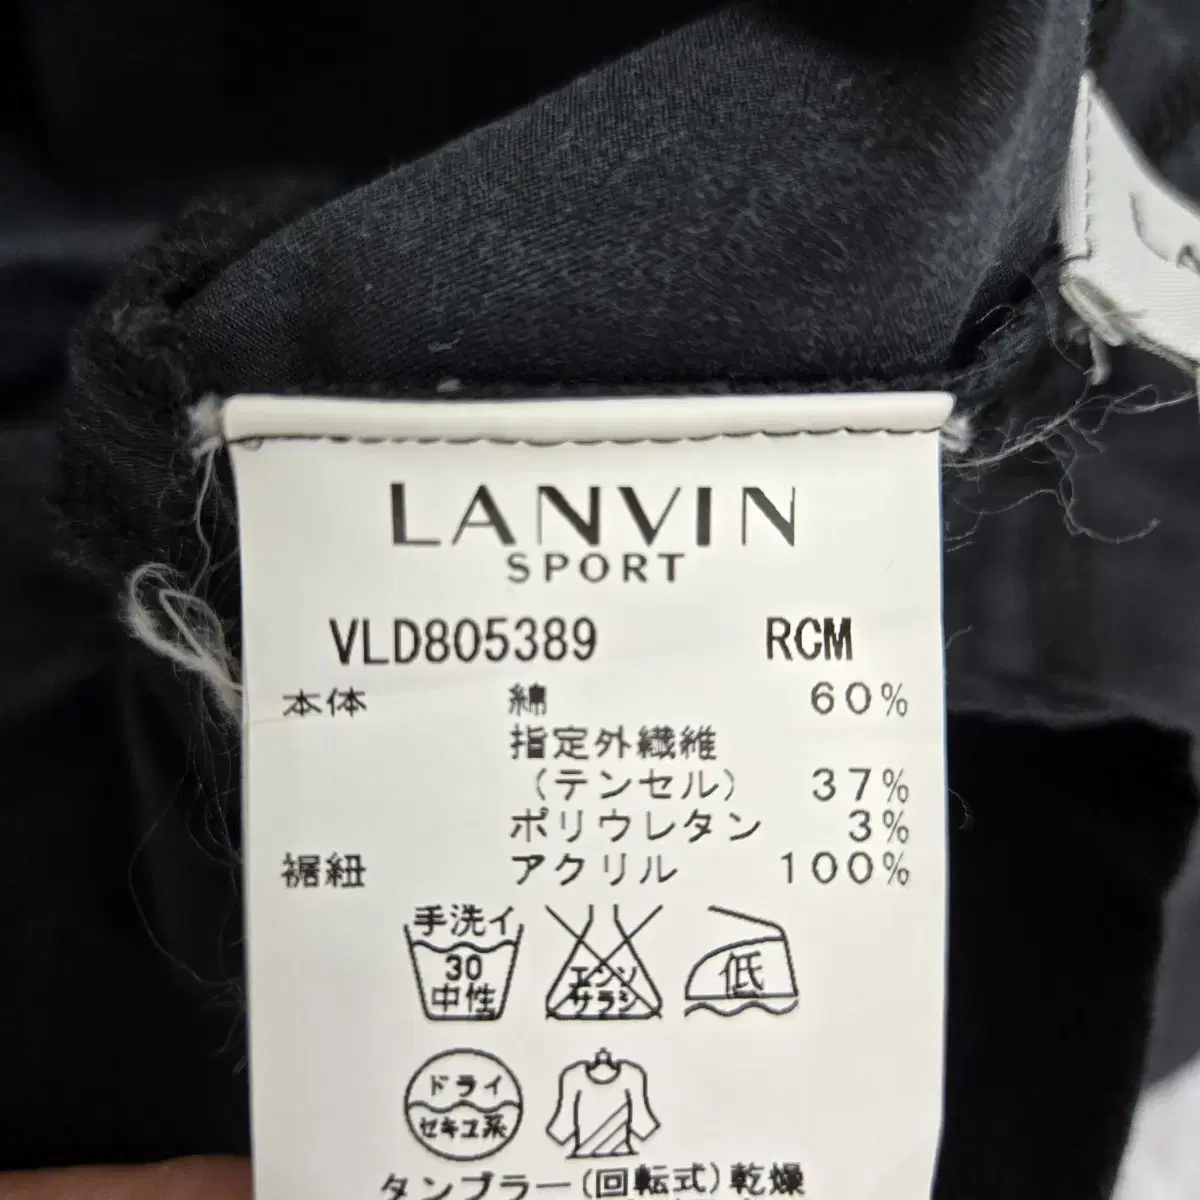 LANVIN
SPORT
VLD805389 RCM
本体 綿 60%
指定外繊維
(テンセル) 37%
ポリウレタン 3%
裾紐 アクリル 100%
手洗イ
30
中性
エンソ
サラシ
低
ドライ
セキユ系
タンブラー(回転式)乾燥